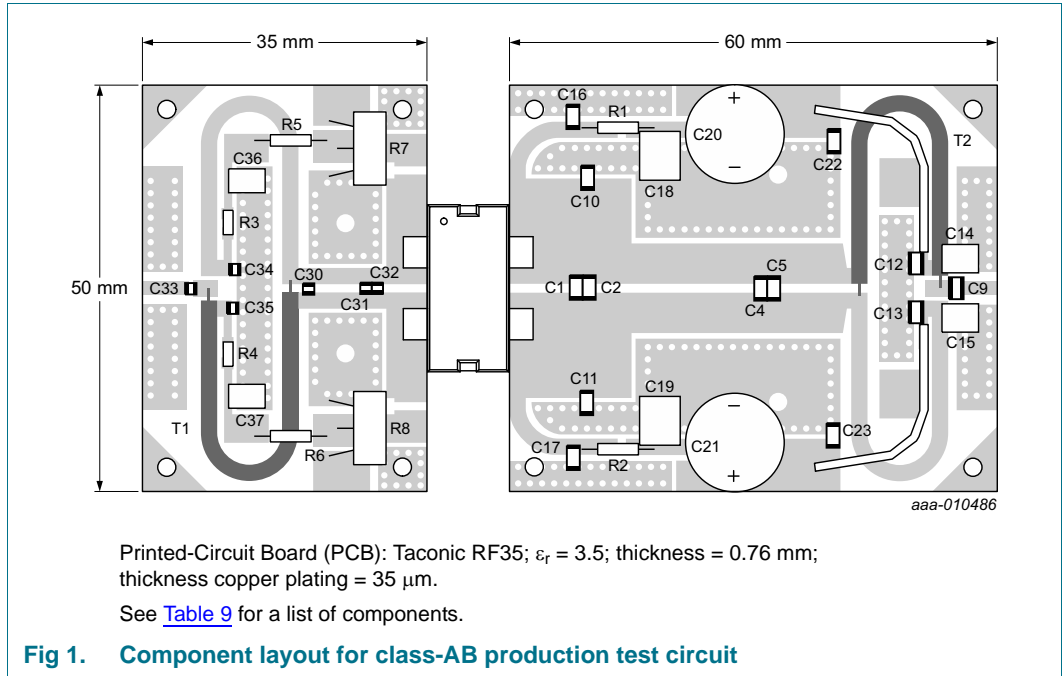 35 mm
60 mm
50 mm
C16
R1
C20
+
−
C22
T2
C10
C18
R5
R7
C36
R3
C34
C30
C32
C33
C31
C35
R4
C37
T1
R6
R8
C1
C2
C5
C4
C12
C14
C9
C13
C15
C11
C19
C17
R2
C21
−
+
C23
aaa-010486
Printed-Circuit Board (PCB): Taconic RF35; εr = 3.5; thickness = 0.76 mm;
thickness copper plating = 35 μm.
See Table 9 for a list of components.
Fig 1. Component layout for class-AB production test circuit